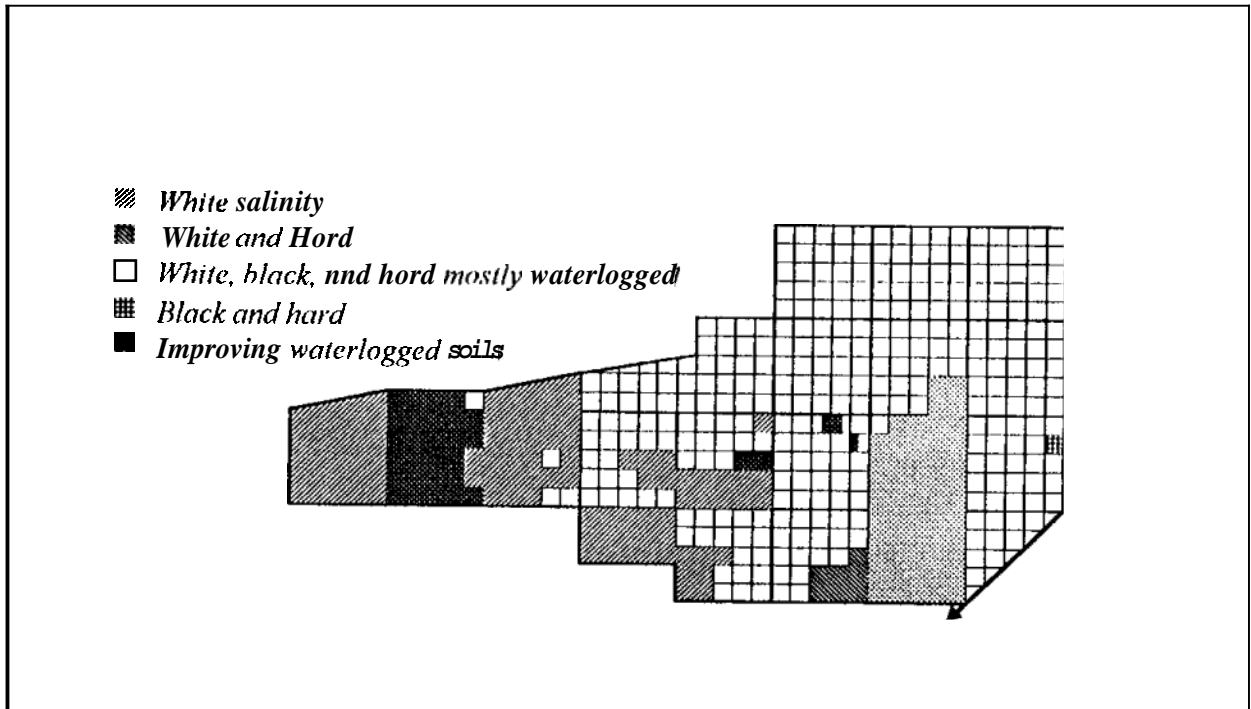 White salinity
White and Hord
White, black, nnd hord mostly waterlogged
Black and hard
Improving waterlogged soils